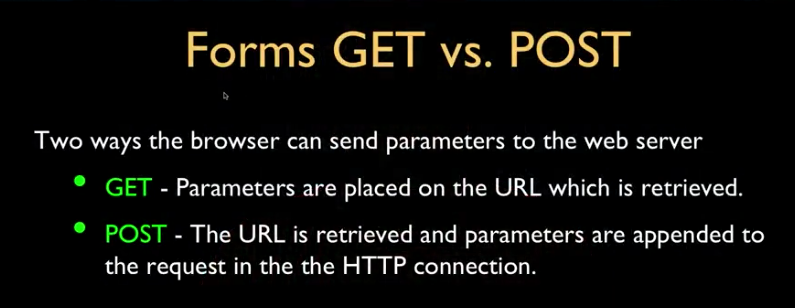 Forms GET vs. POST
Two ways the browser can send parameters to the web server
GET - Parameters are placed on the URL which is retrieved.
POST - The URL is retrieved and parameters are appended to
the request in the the HTTP connection.